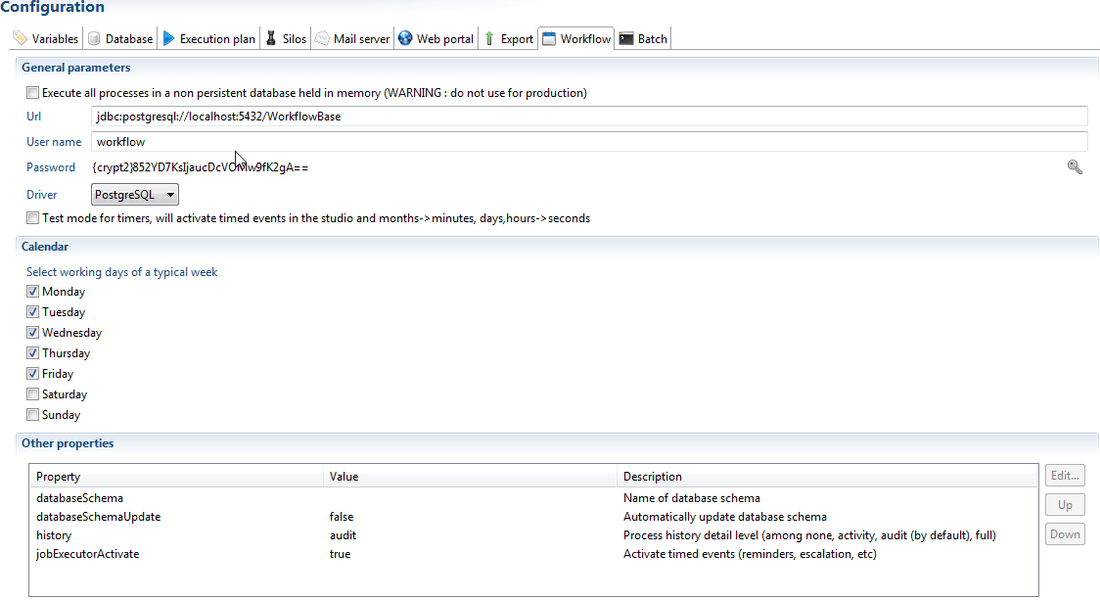 Configuration
Variables Database Execution plan Silos Mail server Web portal Export Workflow Batch
General parameters
Execute all processes in a non persistent database held in memory (WARNING : do not use for production)
Url jdbc:postgresql://localhost:5432/WorkflowBase
User name workflow
Password
Driver PostgreSQL
Test mode for timers, will activate timed events in the studio and months->minutes, days,hours->seconds
Calendar
Select working days of a typical week
Monday
Tuesday
Wednesday
Thursday
Friday
Saturday
Sunday
Other properties
Property Value Description
databaseSchema Name of database schema
databaseSchemaUpdate false Automatically update database schema
history audit Process history detail level (among none, activity, audit (by default), full)
jobExecutorActivate true Activate timed events (reminders, escalation, etc)
Edit...
Up
Down